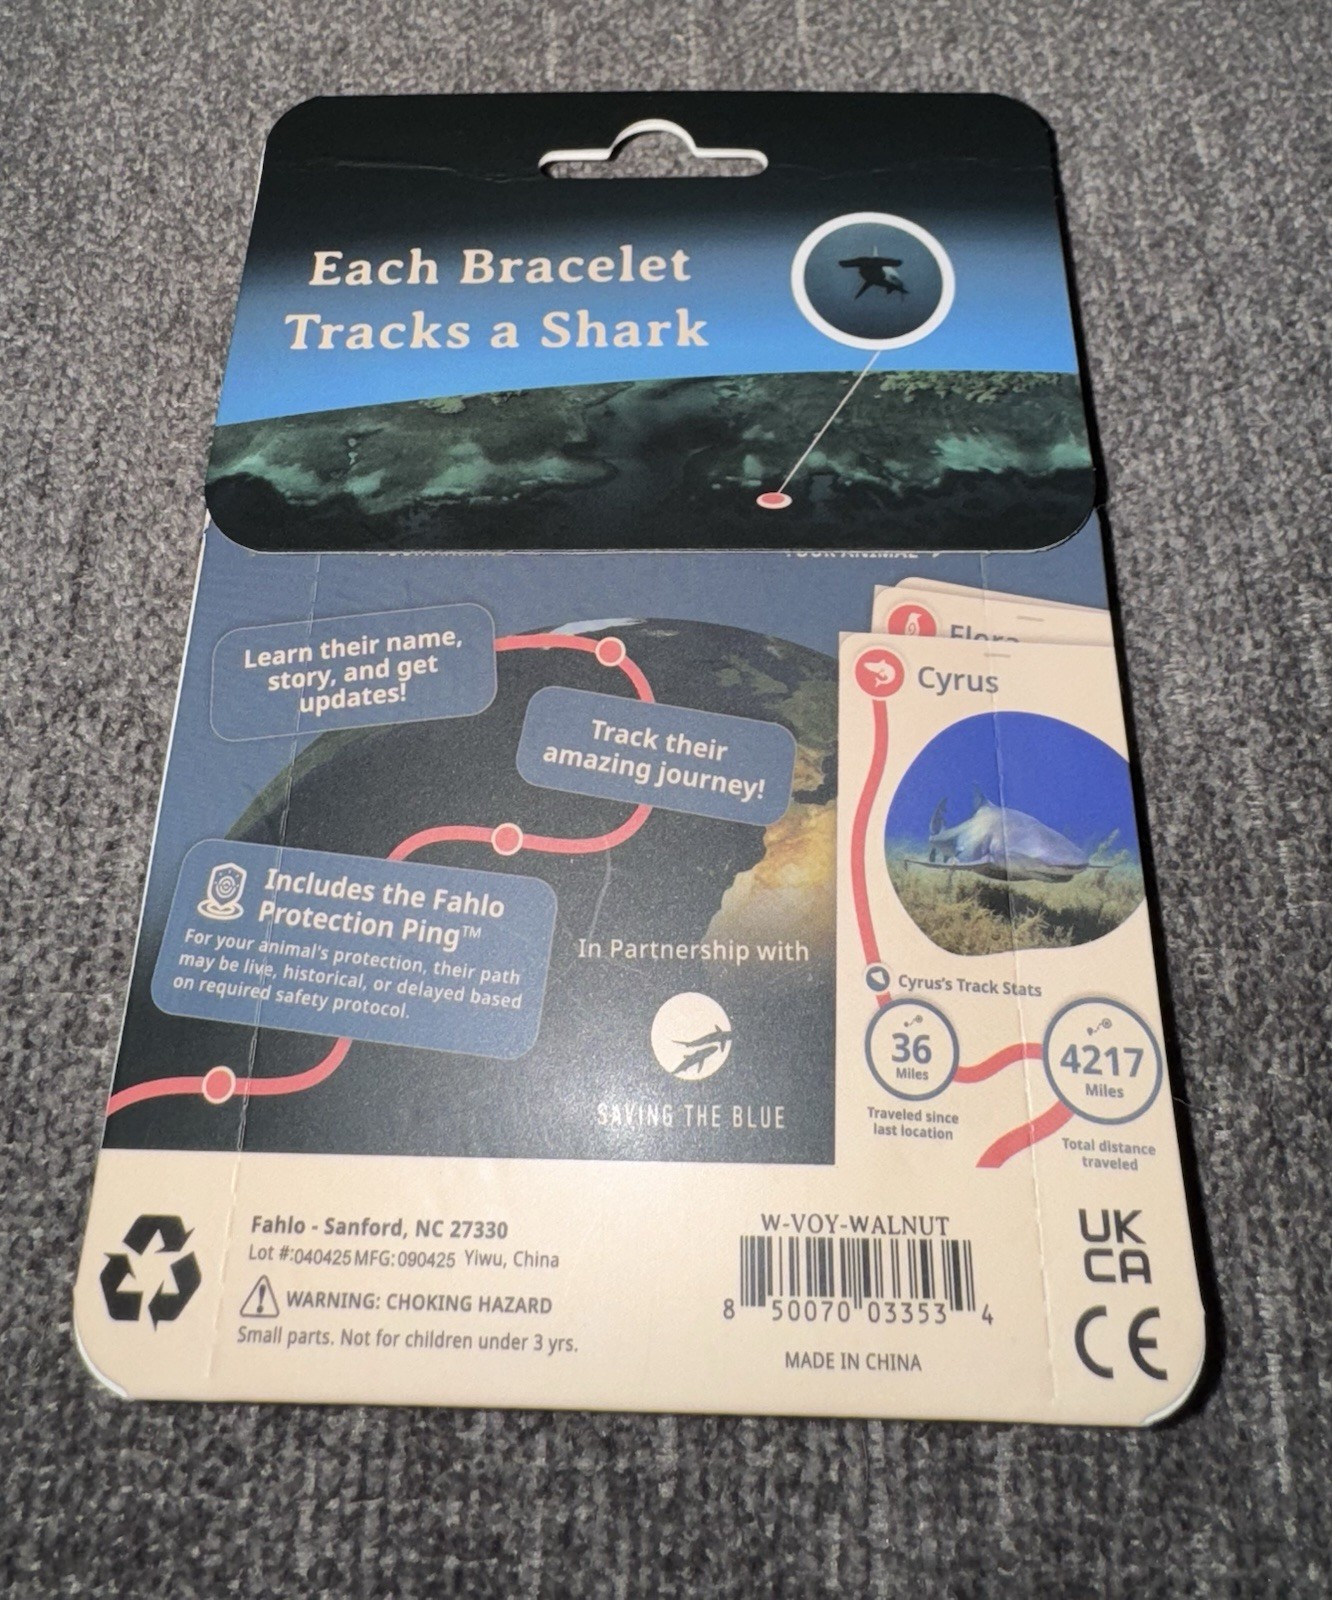 Each Bracelet
Tracks a Shark
YOUR ANIMAL
Learn their name,
story, and get
updates!
Track their
amazing journey!
Includes the Fahlo
Protection Ping™
For your animal's protection, their path
may be live, historical, or delayed based
on required safety protocol.
In Partnership with
SAVING THE BLUE
Flora
Cyrus
Cyrus's Track Stats
36
Miles
Traveled since
last location
4217
Miles
Total distance
traveled
Fahlo - Sanford, NC 27330
Lot #:040425 MFG:090425 Yiwu, China
WARNING: CHOKING HAZARD
Small parts. Not for children under 3 yrs.
W-VOY-WALNUT
8 50070 03353 4
MADE IN CHINA
UK
CA
CE